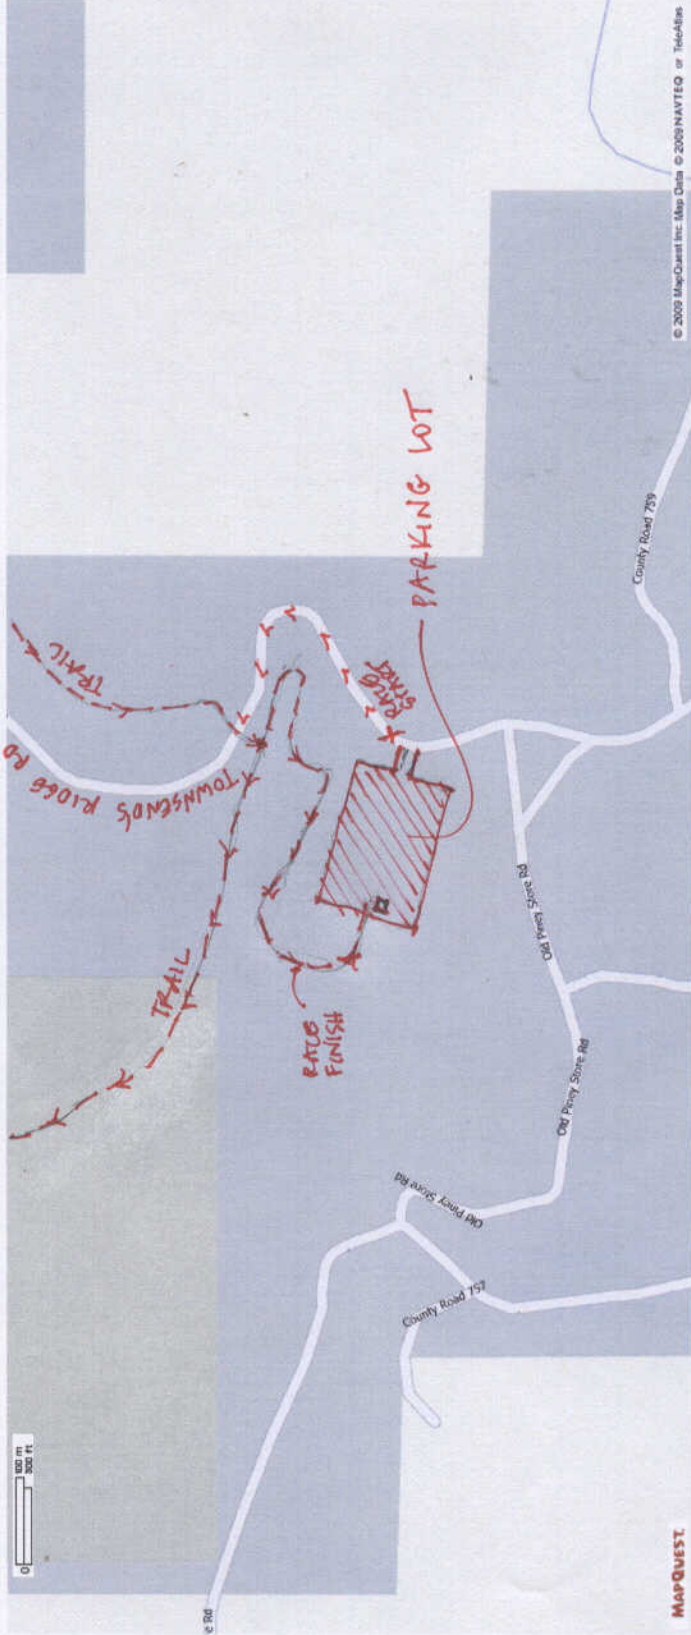 TRAIL
TOWNSENDS RIDGE RD
TRAIL
RACE
START
PARKING LOT
RACE
FINISH
County Road 759
Old Piney Store Rd
Old Piney Store Rd
Old Piney Store Rd
County Road 757
e Rd
0
100 m
300 ft
MAPQUEST.
© 2009 MapQuest Inc. Map Data © 2009 NAVTEQ or TeleAtlas